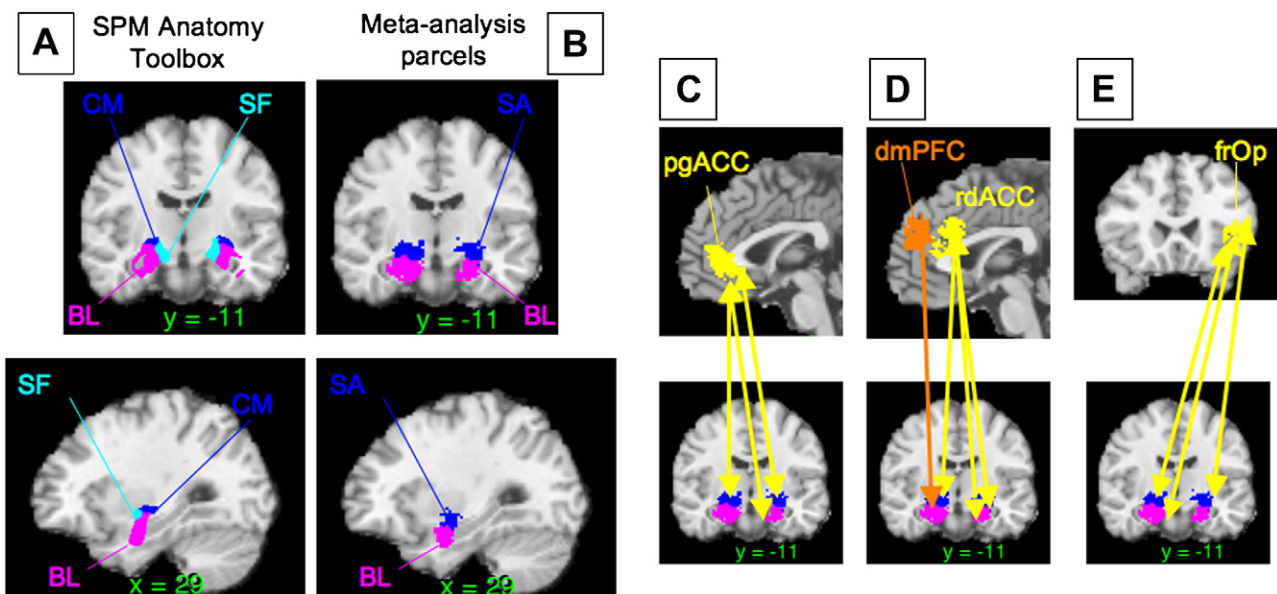 A
SPM Anatomy
Toolbox
Meta-analysis
parcels
B
CM
SF
BL
y = -11
SA
BL
y = -11
SF
CM
BL
x = 29
SA
BL
x = 29
C
D
E
pgACC
dmPFC
rdACC
frOp
y = -11
y = -11
y = -11